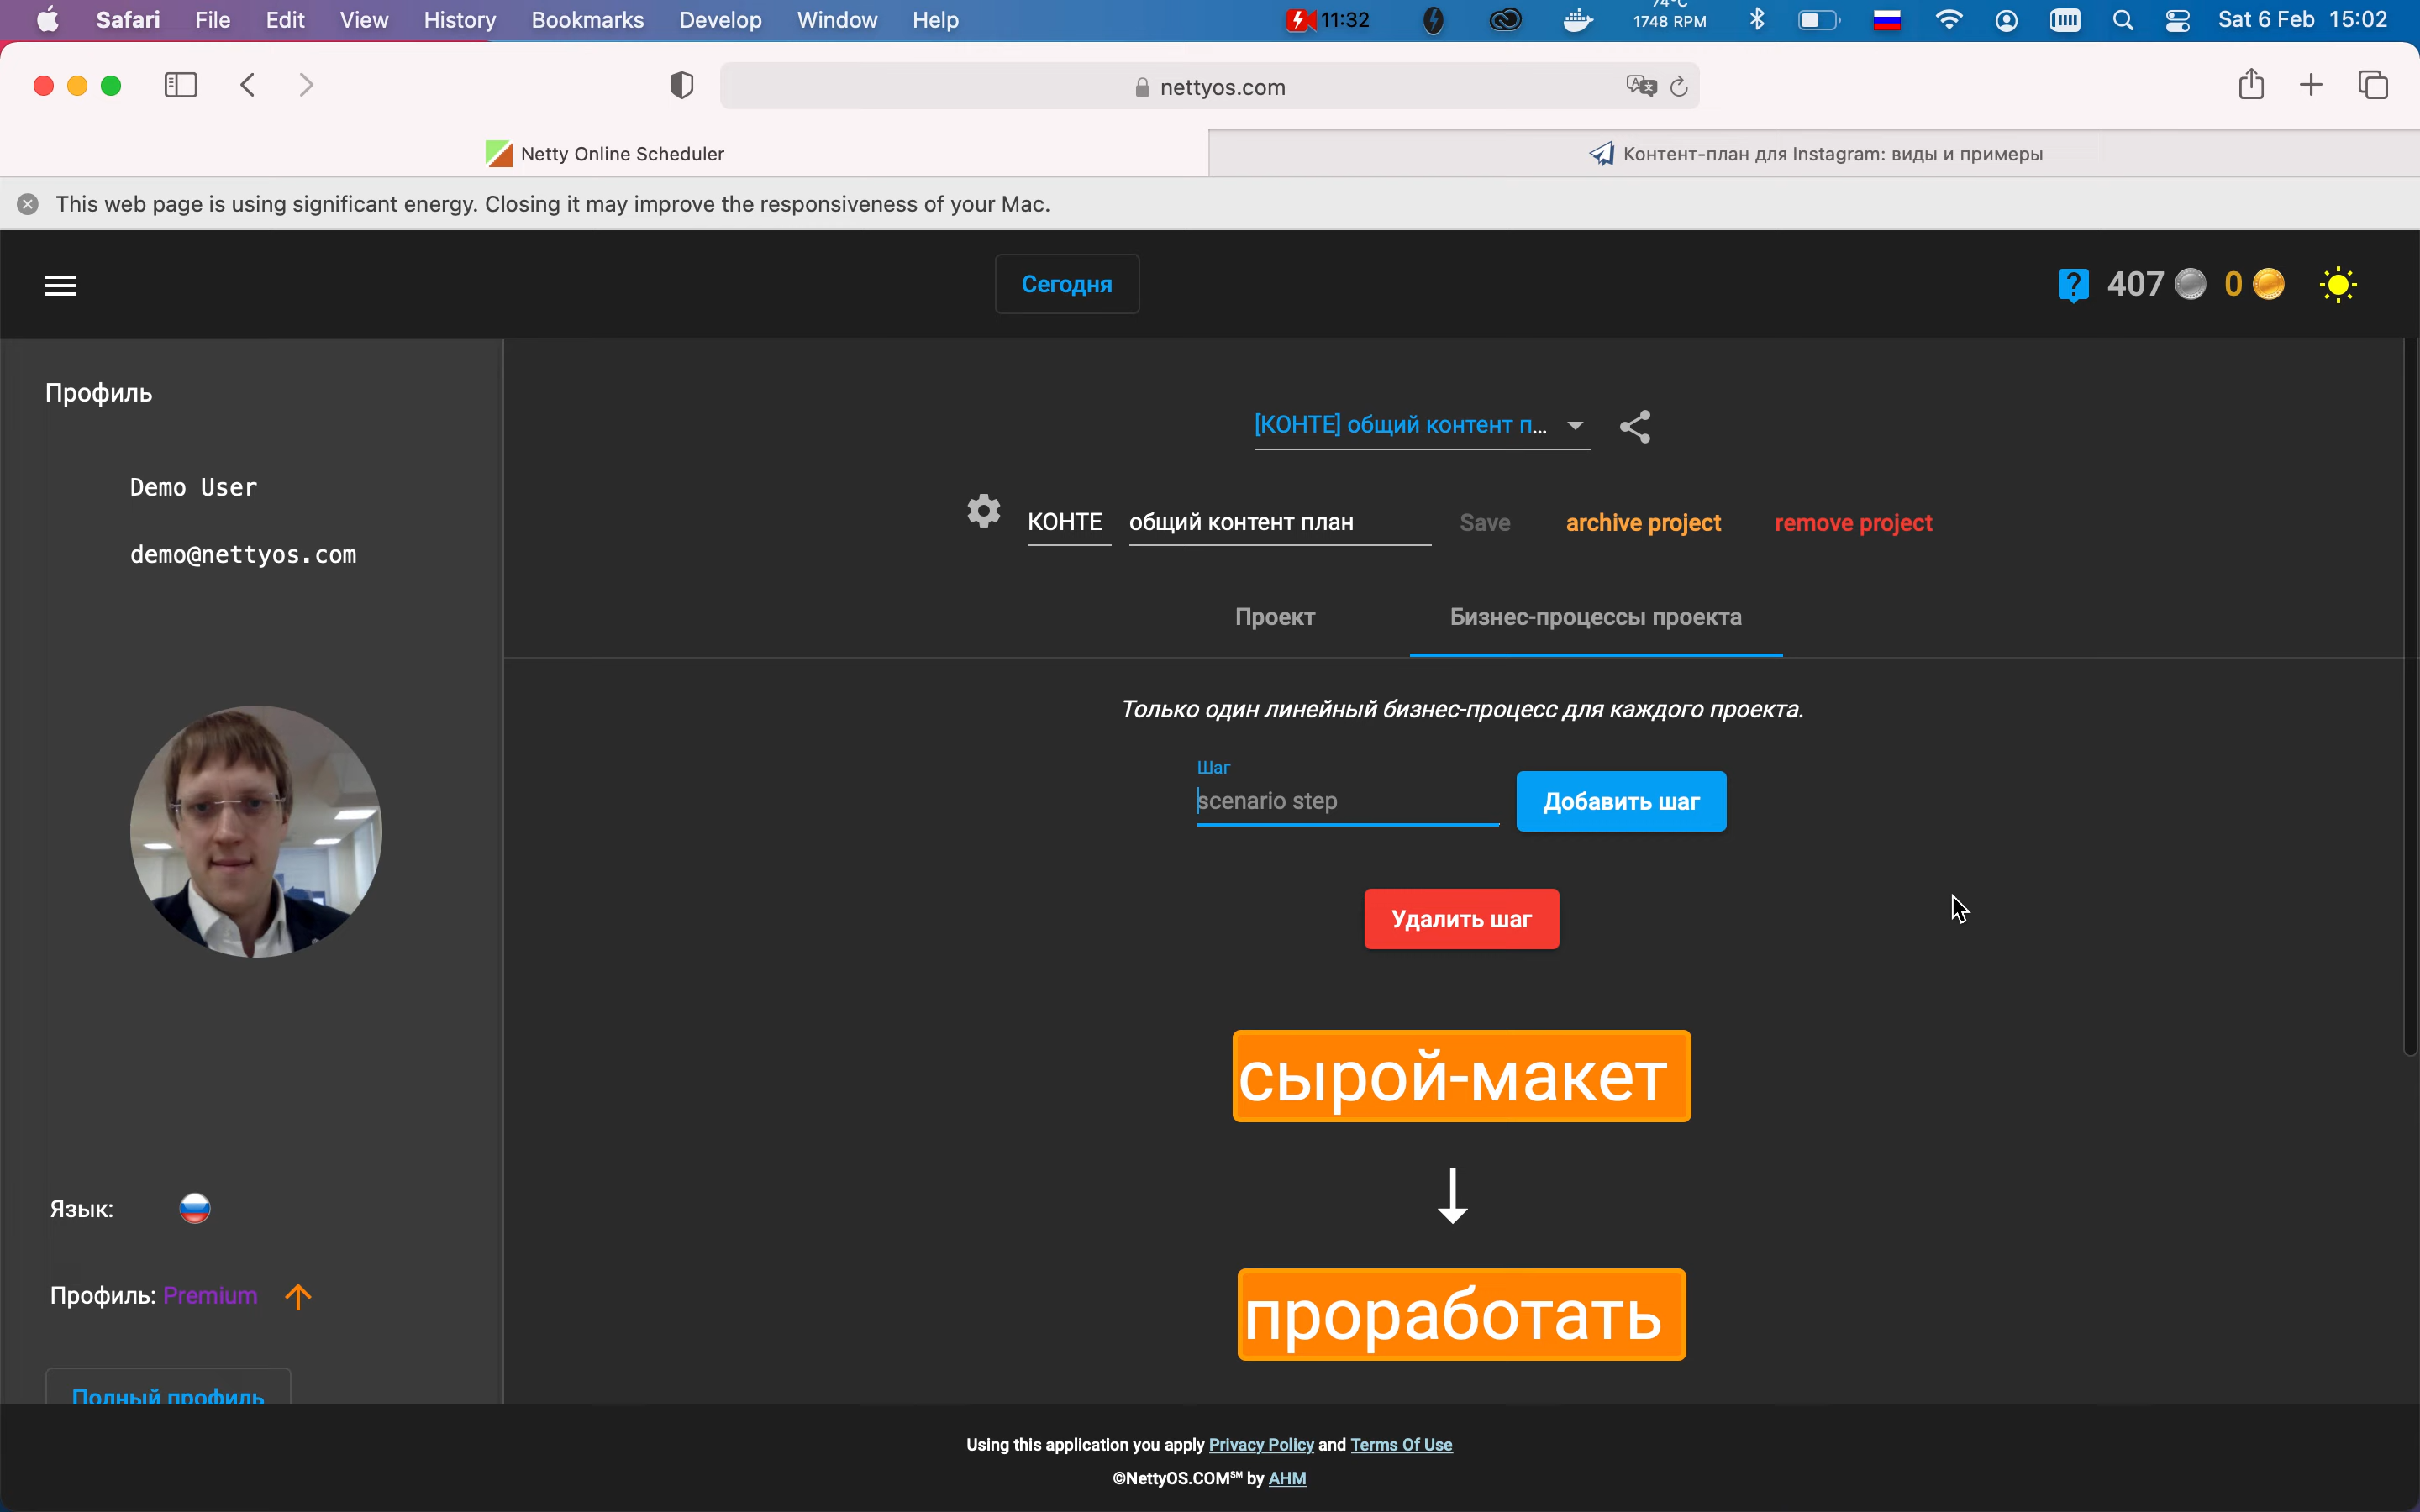 Safari File Edit View History Bookmarks Develop Window Help 11:32 74°C 1748 RPM Sat 6 Feb 15:02
nettyos.com
Netty Online Scheduler
Контент-план для Instagram: виды и примеры
This web page is using significant energy. Closing it may improve the responsiveness of your Mac.
Сегодня
? 407 0
Профиль
Demo User
demo@nettyos.com
Язык:
Профиль: Premium
Полный профиль
[КОНТЕ] общий контент п...
КОНТЕ общий контент план Save archive project remove project
Проект Бизнес-процессы проекта
Только один линейный бизнес-процесс для каждого проекта.
Шаг
scenario step Добавить шаг
Удалить шаг
сырой-макет
проработать
Using this application you apply Privacy Policy and Terms Of Use
©NettyOS.COM℠ by AHM